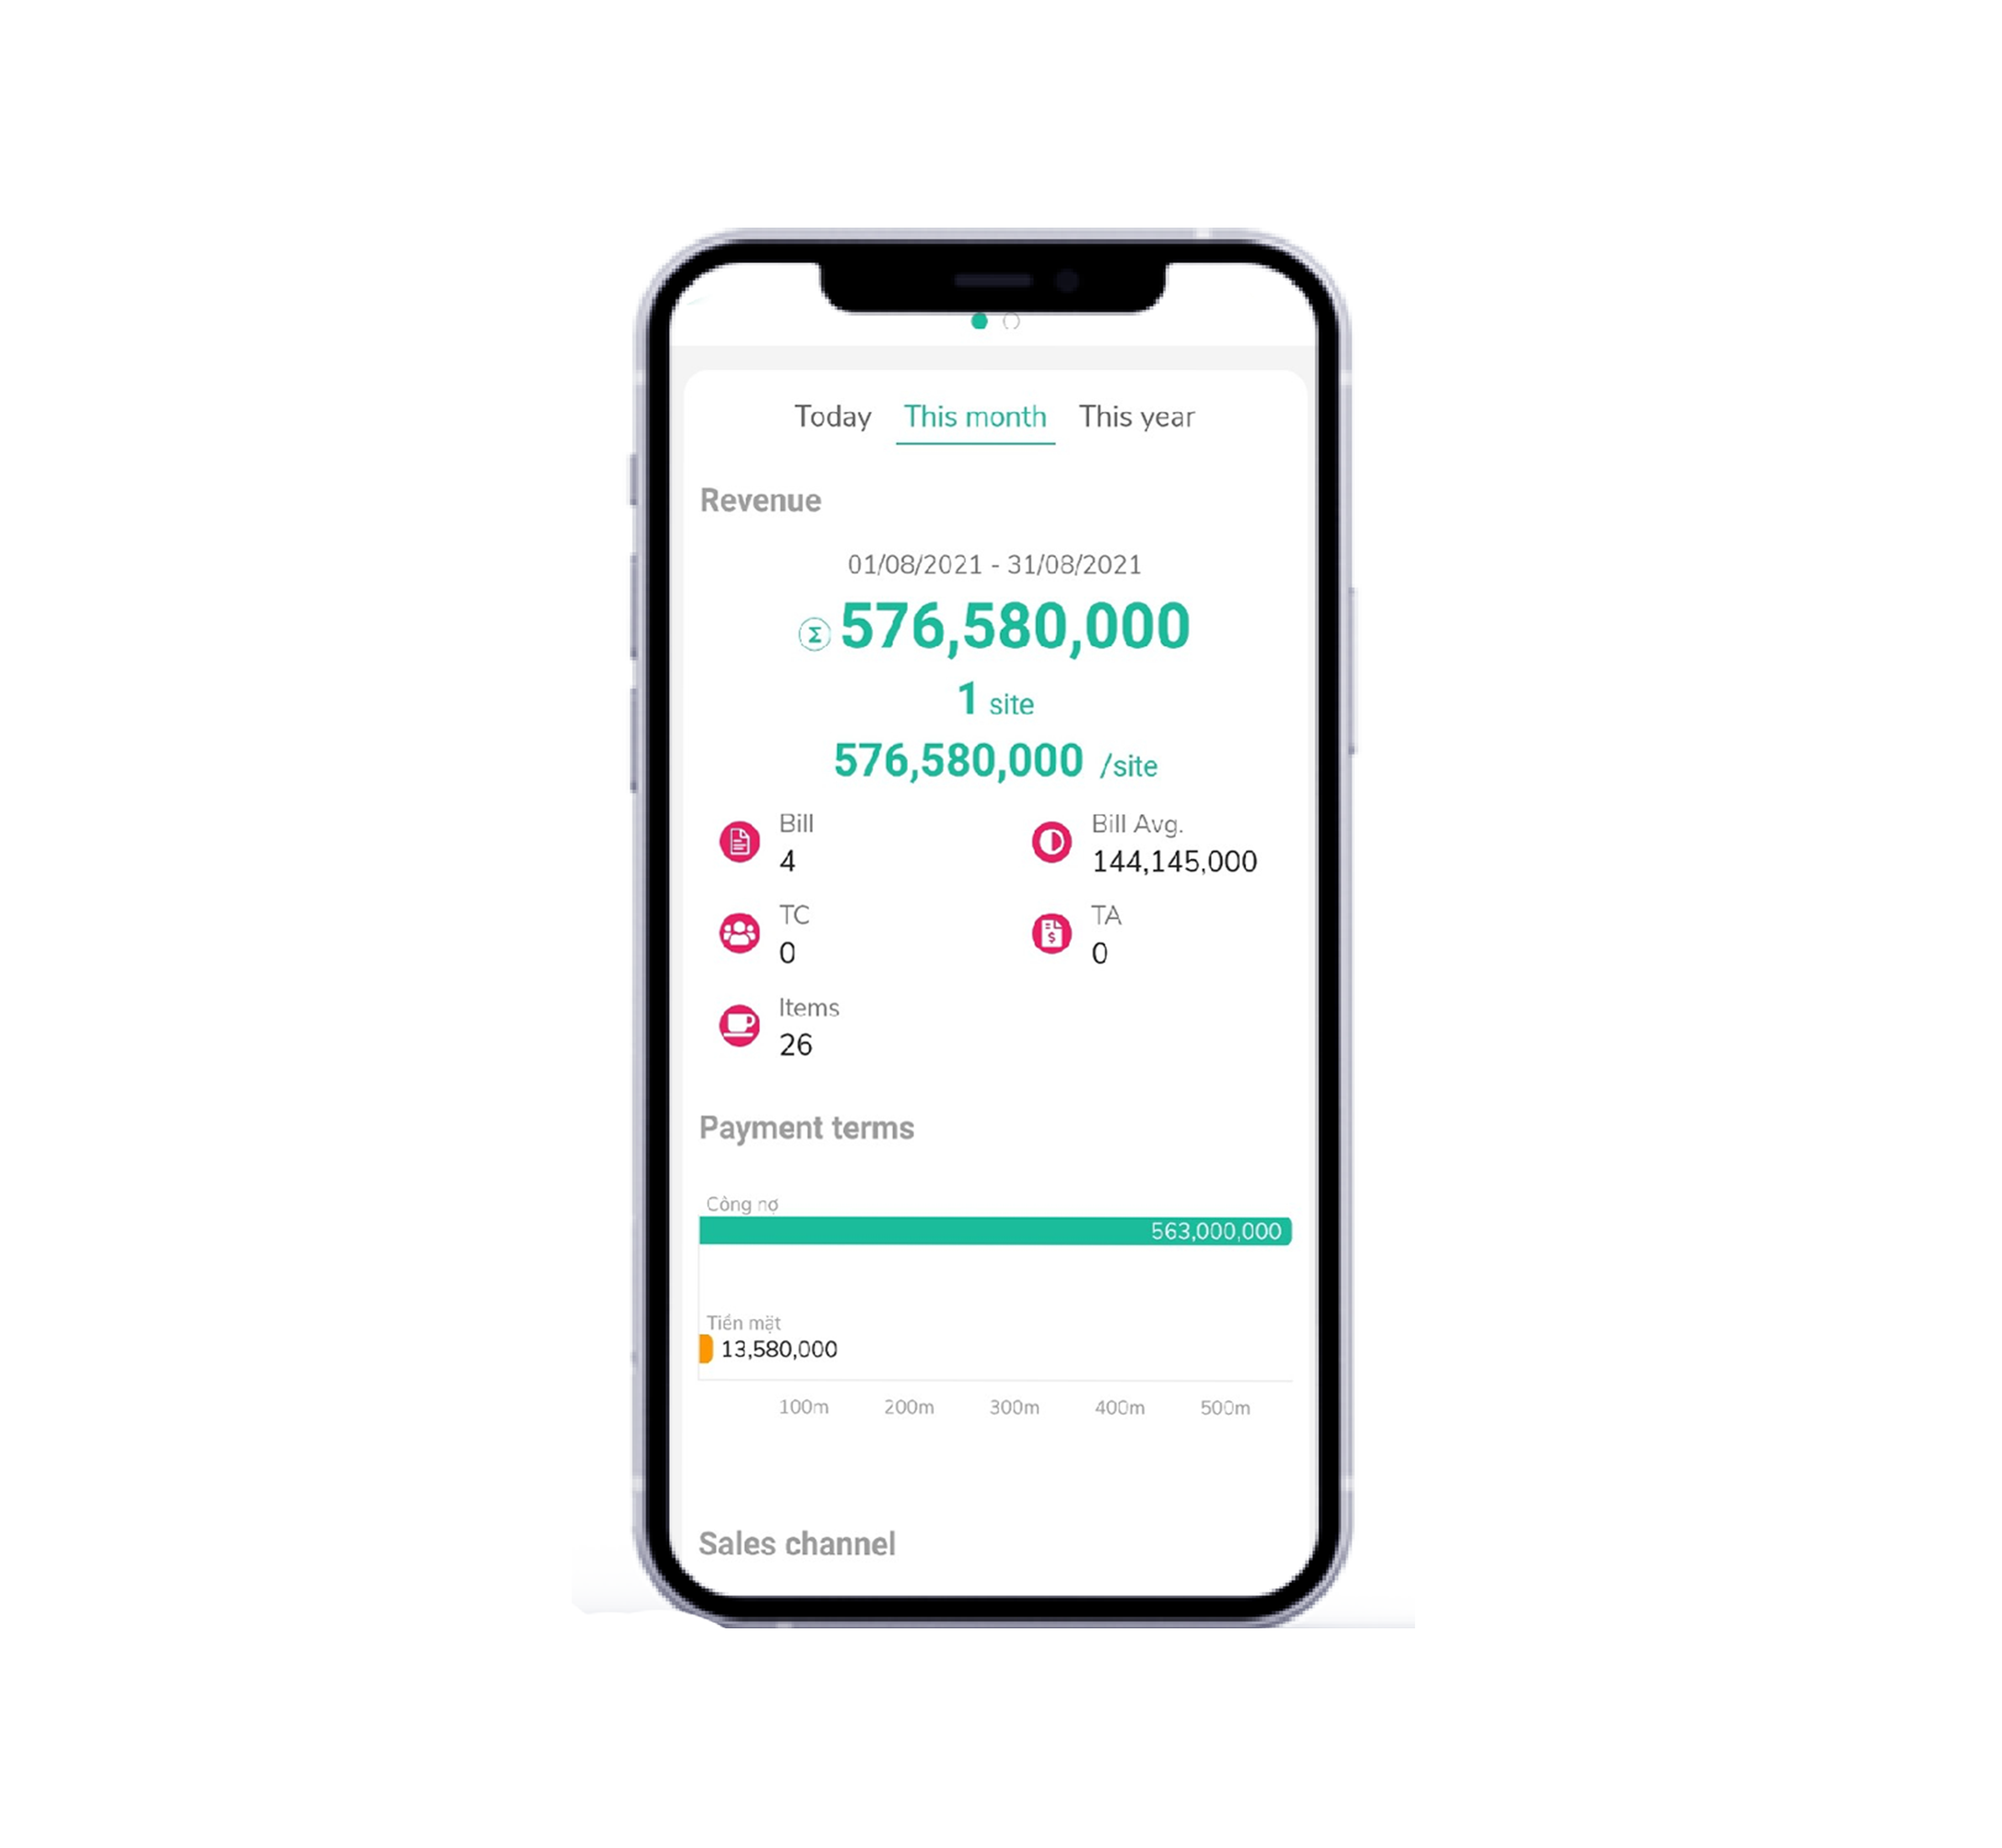 Today This month This year
Revenue
01/08/2021 - 31/08/2021
Σ 576,580,000
1 site
576,580,000 /site
Bill Bill Avg.
4 144,145,000
TC TA
0 0
Items
26
Payment terms
Công nợ
563,000,000
Tiền mặt
13,580,000
100m 200m 300m 400m 500m
Sales channel